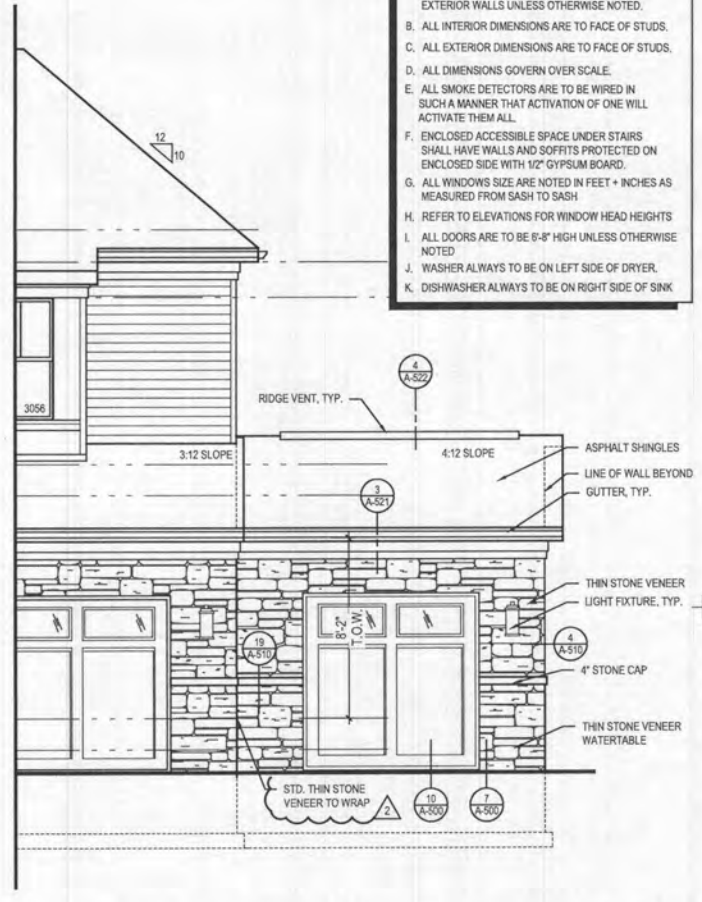 EXTERIOR WALLS UNLESS OTHERWISE NOTED.
B. ALL INTERIOR DIMENSIONS ARE TO FACE OF STUDS.
C. ALL EXTERIOR DIMENSIONS ARE TO FACE OF STUDS.
D. ALL DIMENSIONS GOVERN OVER SCALE.
E. ALL SMOKE DETECTORS ARE TO BE WIRED IN
SUCH A MANNER THAT ACTIVATION OF ONE WILL
ACTIVATE THEM ALL.
F. ENCLOSED ACCESSIBLE SPACE UNDER STAIRS
SHALL HAVE WALLS AND SOFFITS PROTECTED ON
ENCLOSED SIDE WITH 1/2" GYPSUM BOARD.
G. ALL WINDOWS SIZE ARE NOTED IN FEET + INCHES AS
MEASURED FROM SASH TO SASH
H. REFER TO ELEVATIONS FOR WINDOW HEAD HEIGHTS
I. ALL DOORS ARE TO BE 6'-8" HIGH UNLESS OTHERWISE
NOTED
J. WASHER ALWAYS TO BE ON LEFT SIDE OF DRYER.
K. DISHWASHER ALWAYS TO BE ON RIGHT SIDE OF SINK
12
10
4
A-522
RIDGE VENT, TYP.
3056
3:12 SLOPE
4:12 SLOPE
ASPHALT SHINGLES
LINE OF WALL BEYOND
GUTTER, TYP.
3
A-521
THIN STONE VENEER
LIGHT FIXTURE, TYP.
8'-2"
T.O.W.
19
A-510
4
A-510
4" STONE CAP
THIN STONE VENEER
WATERTABLE
STD. THIN STONE
VENEER TO WRAP
2
10
A-500
7
A-500